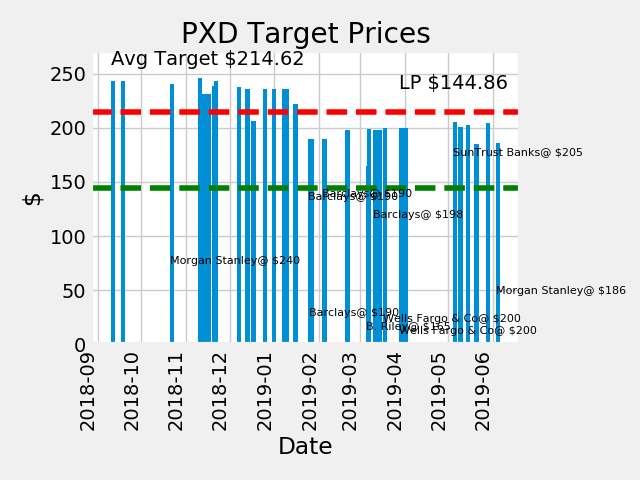 PXD Target Prices
Avg Target $214.62
LP $144.86
250
200
150
100
50
0
$
SunTrust Banks@ $205
Barclays@ $190
Barclays@ $190
Barclays@ $198
Morgan Stanley@ $240
Morgan Stanley@ $186
Barclays@ $190
Wells Fargo & Co@ $200
B. Riley@ $165
Wells Fargo & Co@ $200
2018-09
2018-10
2018-11
2018-12
2019-01
2019-02
2019-03
2019-04
2019-05
2019-06
Date